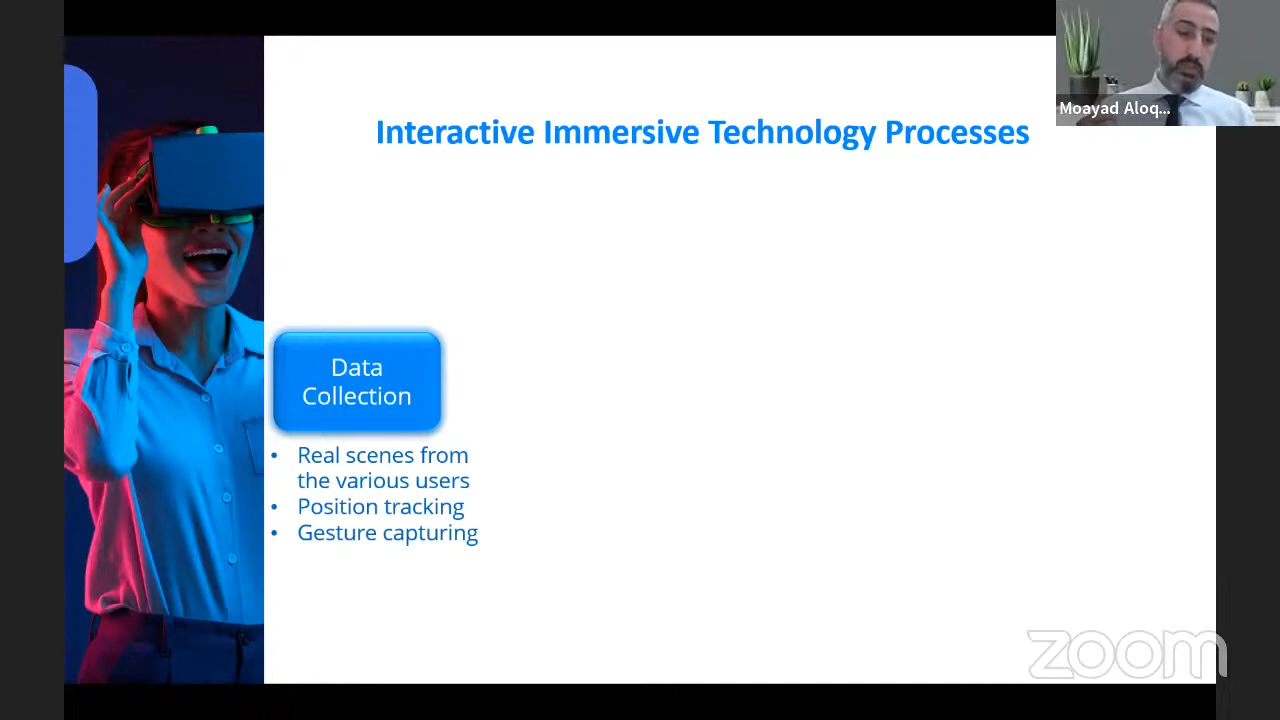 Moayad Aloq...
Interactive Immersive Technology Processes
Data
Collection
• Real scenes from
the various users
• Position tracking
• Gesture capturing
zoom